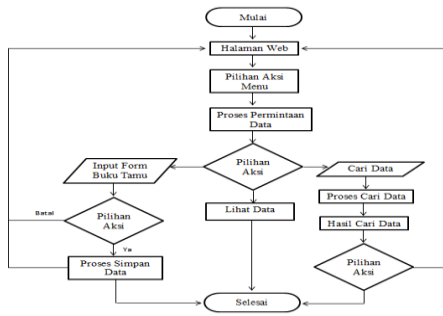 Mulai
Halaman Web
Pilihan Aksi
Menu
Proses Permintaan
Data
Pilihan
Aksi
Input Form
Buku Tamu
Cari Data
Lihat Data
Proses Cari Data
Batal
Pilihan
Aksi
Hasil Cari Data
Ya
Proses Simpan
Data
Pilihan
Aksi
Selesai